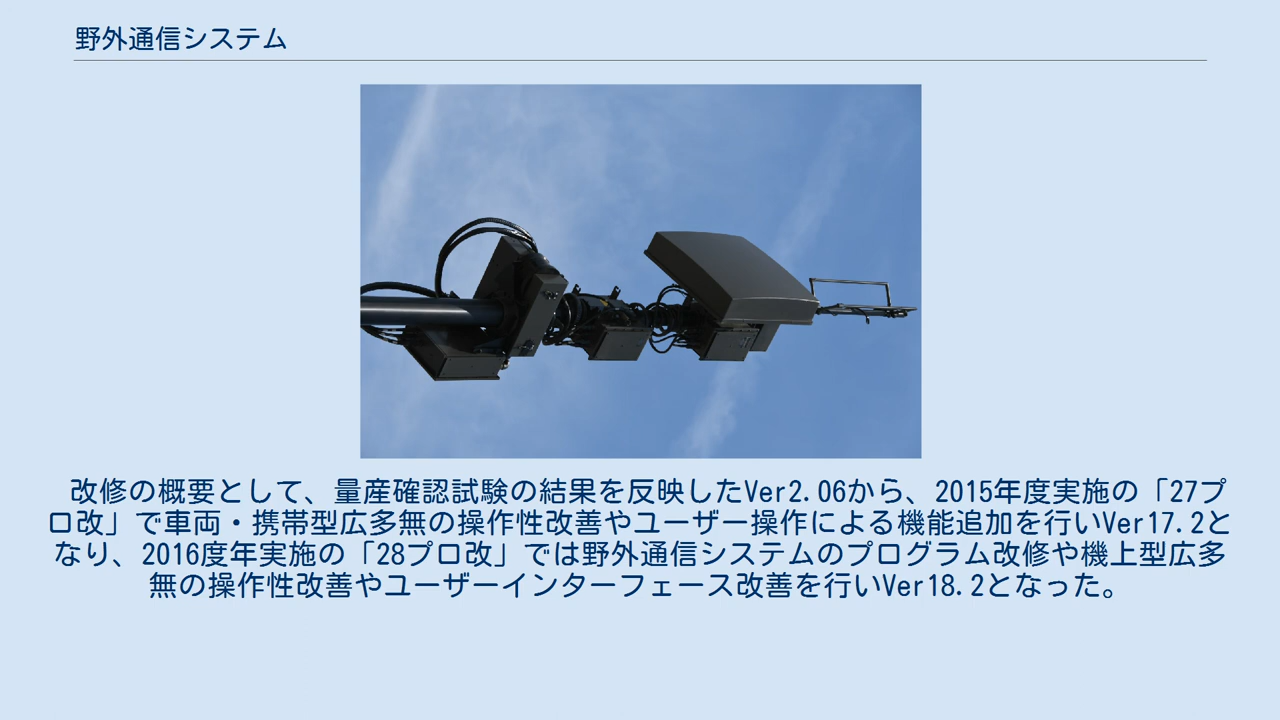 野外通信システム
改修の概要として、量産確認試験の結果を反映したVer2.06から、2015年度実施の「27プ
ロ改」で車両・携帯型広多無の操作性改善やユーザー操作による機能追加を行いVer17.2と
なり、2016度年実施の「28プロ改」では野外通信システムのプログラム改修や機上型広多
無の操作性改善やユーザーインターフェース改善を行いVer18.2となった。